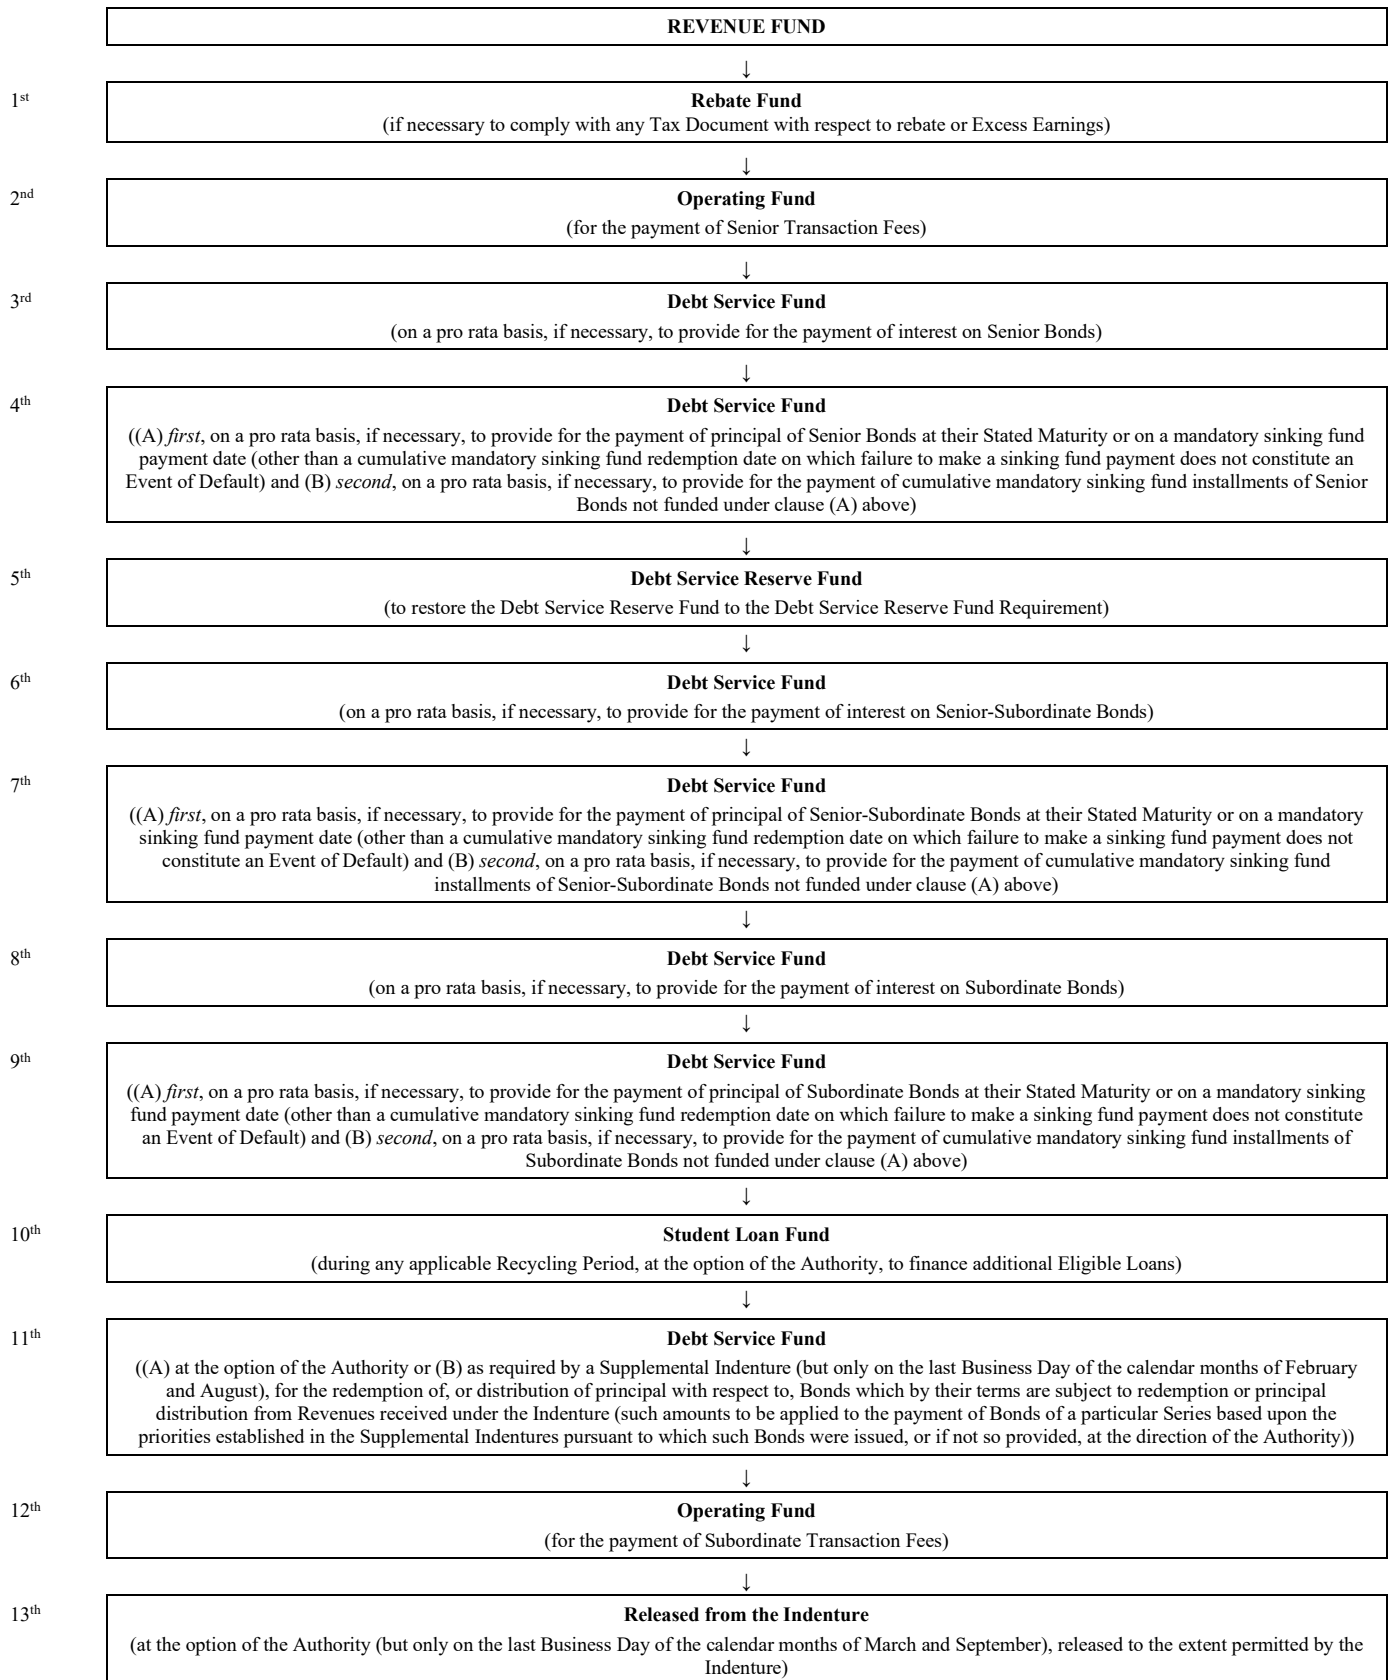 REVENUE FUND
↓
1st
Rebate Fund
(if necessary to comply with any Tax Document with respect to rebate or Excess Earnings)
↓
2nd
Operating Fund
(for the payment of Senior Transaction Fees)
↓
3rd
Debt Service Fund
(on a pro rata basis, if necessary, to provide for the payment of interest on Senior Bonds)
↓
4th
Debt Service Fund
((A) first, on a pro rata basis, if necessary, to provide for the payment of principal of Senior Bonds at their Stated Maturity or on a mandatory sinking fund
payment date (other than a cumulative mandatory sinking fund redemption date on which failure to make a sinking fund payment does not constitute an
Event of Default) and (B) second, on a pro rata basis, if necessary, to provide for the payment of cumulative mandatory sinking fund installments of Senior
Bonds not funded under clause (A) above)
↓
5th
Debt Service Reserve Fund
(to restore the Debt Service Reserve Fund to the Debt Service Reserve Fund Requirement)
↓
6th
Debt Service Fund
(on a pro rata basis, if necessary, to provide for the payment of interest on Senior-Subordinate Bonds)
↓
7th
Debt Service Fund
((A) first, on a pro rata basis, if necessary, to provide for the payment of principal of Senior-Subordinate Bonds at their Stated Maturity or on a mandatory
sinking fund payment date (other than a cumulative mandatory sinking fund redemption date on which failure to make a sinking fund payment does not
constitute an Event of Default) and (B) second, on a pro rata basis, if necessary, to provide for the payment of cumulative mandatory sinking fund
installments of Senior-Subordinate Bonds not funded under clause (A) above)
↓
8th
Debt Service Fund
(on a pro rata basis, if necessary, to provide for the payment of interest on Subordinate Bonds)
↓
9th
Debt Service Fund
((A) first, on a pro rata basis, if necessary, to provide for the payment of principal of Subordinate Bonds at their Stated Maturity or on a mandatory sinking
fund payment date (other than a cumulative mandatory sinking fund redemption date on which failure to make a sinking fund payment does not constitute
an Event of Default) and (B) second, on a pro rata basis, if necessary, to provide for the payment of cumulative mandatory sinking fund installments of
Subordinate Bonds not funded under clause (A) above)
↓
10th
Student Loan Fund
(during any applicable Recycling Period, at the option of the Authority, to finance additional Eligible Loans)
↓
11th
Debt Service Fund
((A) at the option of the Authority or (B) as required by a Supplemental Indenture (but only on the last Business Day of the calendar months of February
and August), for the redemption of, or distribution of principal with respect to, Bonds which by their terms are subject to redemption or principal
distribution from Revenues received under the Indenture (such amounts to be applied to the payment of Bonds of a particular Series based upon the
priorities established in the Supplemental Indentures pursuant to which such Bonds were issued, or if not so provided, at the direction of the Authority))
↓
12th
Operating Fund
(for the payment of Subordinate Transaction Fees)
↓
13th
Released from the Indenture
(at the option of the Authority (but only on the last Business Day of the calendar months of March and September), released to the extent permitted by the
Indenture)